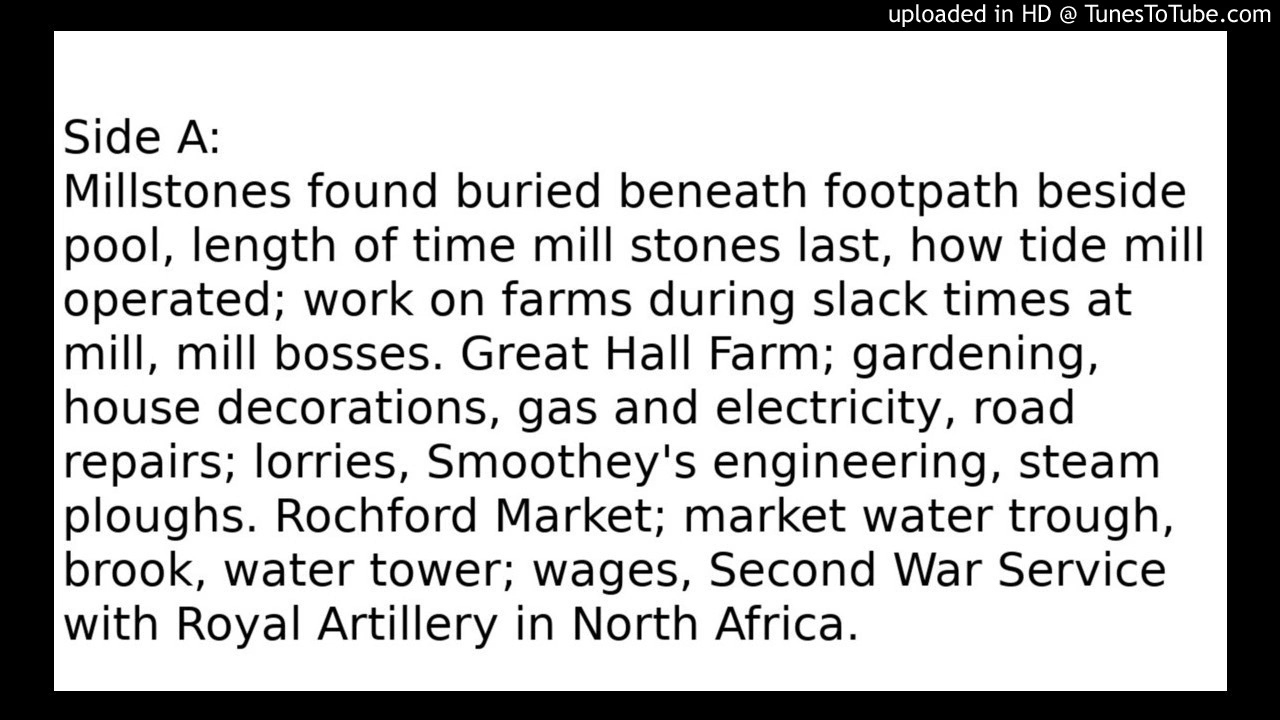 uploaded in HD @ TunesToTube.com
Side A:
Millstones found buried beneath footpath beside
pool, length of time mill stones last, how tide mill
operated; work on farms during slack times at
mill, mill bosses. Great Hall Farm; gardening,
house decorations, gas and electricity, road
repairs; lorries, Smoothey's engineering, steam
ploughs. Rochford Market; market water trough,
brook, water tower; wages, Second War Service
with Royal Artillery in North Africa.